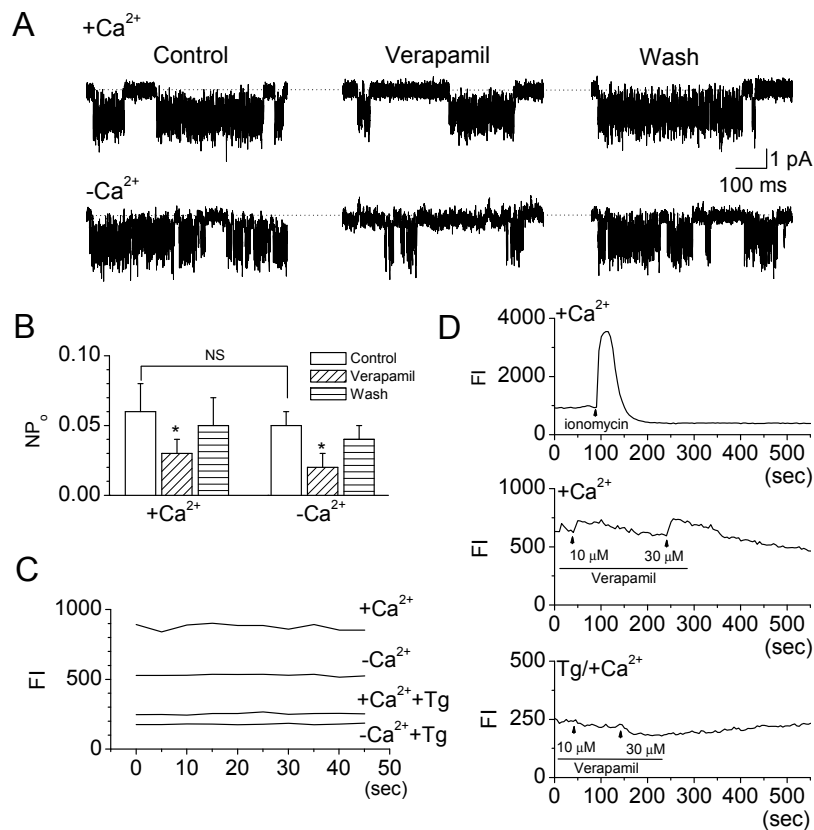 A
+Ca²⁺
Control Verapamil Wash
1 pA
100 ms
-Ca²⁺
B
NS
Control
Verapamil
Wash
0.10
0.05
0.00
NPₒ
*
*
+Ca²⁺ -Ca²⁺
C
1000
500
0
FI
+Ca²⁺
-Ca²⁺
+Ca²⁺+Tg
-Ca²⁺+Tg
0 10 20 30 40 50
(sec)
D
+Ca²⁺
4000
2000
0
FI
ionomycin
0 100 200 300 400 500
(sec)
+Ca²⁺
1000
500
0
FI
10 μM 30 μM
Verapamil
0 100 200 300 400 500
(sec)
Tg/+Ca²⁺
500
250
0
FI
10 μM 30 μM
Verapamil
0 100 200 300 400 500
(sec)